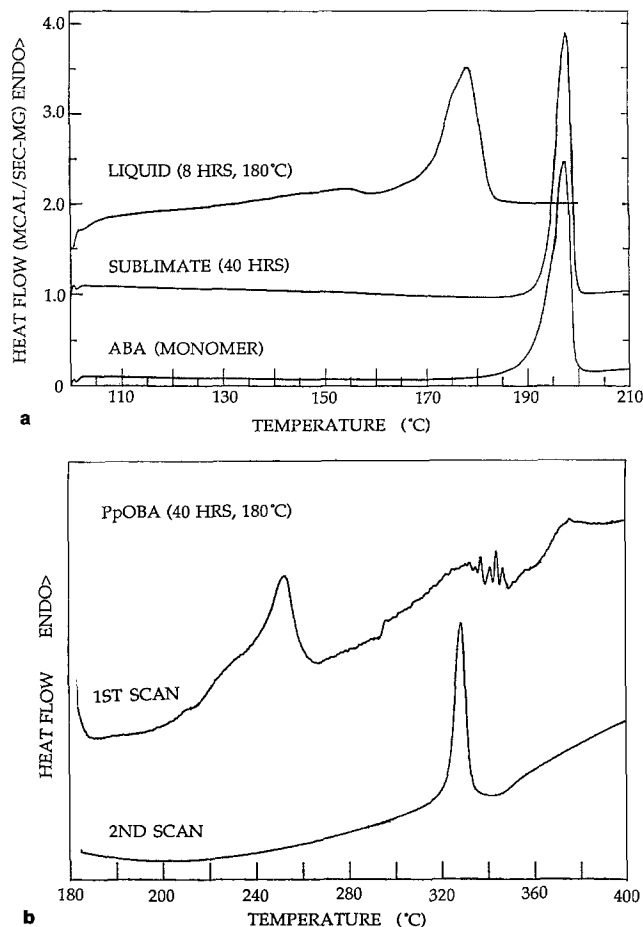 HEAT FLOW (MCAL/SEC-MG) ENDO>
4.0
3.0
2.0
1.0
0
LIQUID (8 HRS, 180°C)
SUBLIMATE (40 HRS)
ABA (MONOMER)
110 130 150 170 190 210
TEMPERATURE (°C)
a
HEAT FLOW ENDO>
PpOBA (40 HRS, 180°C)
1ST SCAN
2ND SCAN
180 200 240 280 320 360 400
TEMPERATURE (°C)
b